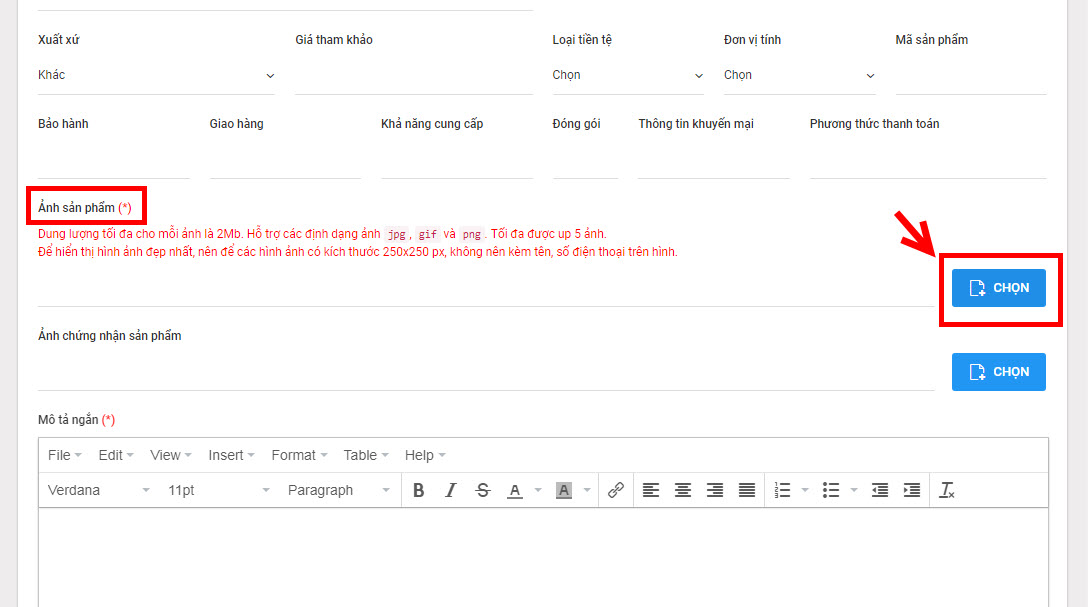 Xuất xứ Giá tham khảo Loại tiền tệ Đơn vị tính Mã sản phẩm
Khác Chọn Chọn
Bảo hành Giao hàng Khả năng cung cấp Đóng gói Thông tin khuyến mại Phương thức thanh toán
Ảnh sản phẩm (*)
Dung lượng tối đa cho mỗi ảnh là 2Mb. Hỗ trợ các định dạng ảnh jpg, gif và png. Tối đa được up 5 ảnh.
Để hiển thị hình ảnh đẹp nhất, nên để các hình ảnh có kích thước 250x250 px, không nên kèm tên, số điện thoại trên hình.
CHỌN
Ảnh chứng nhận sản phẩm
CHỌN
Mô tả ngắn (*)
File Edit View Insert Format Table Help
Verdana 11pt Paragraph B I S A A